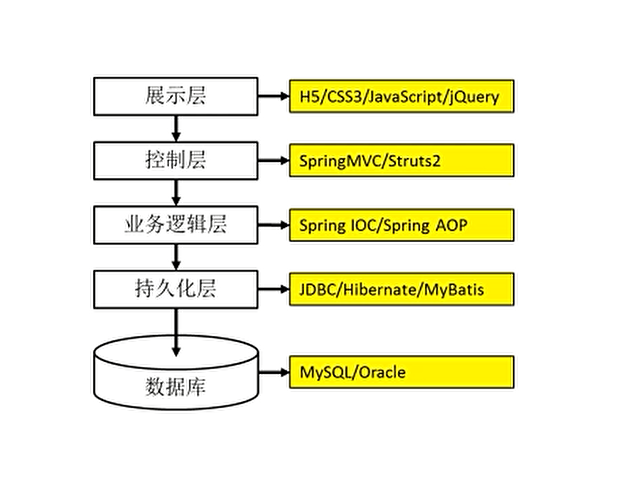 展示层
H5/CSS3/JavaScript/jQuery
控制层
SpringMVC/Struts2
业务逻辑层
Spring IOC/Spring AOP
持久化层
JDBC/Hibernate/MyBatis
数据库
MySQL/Oracle